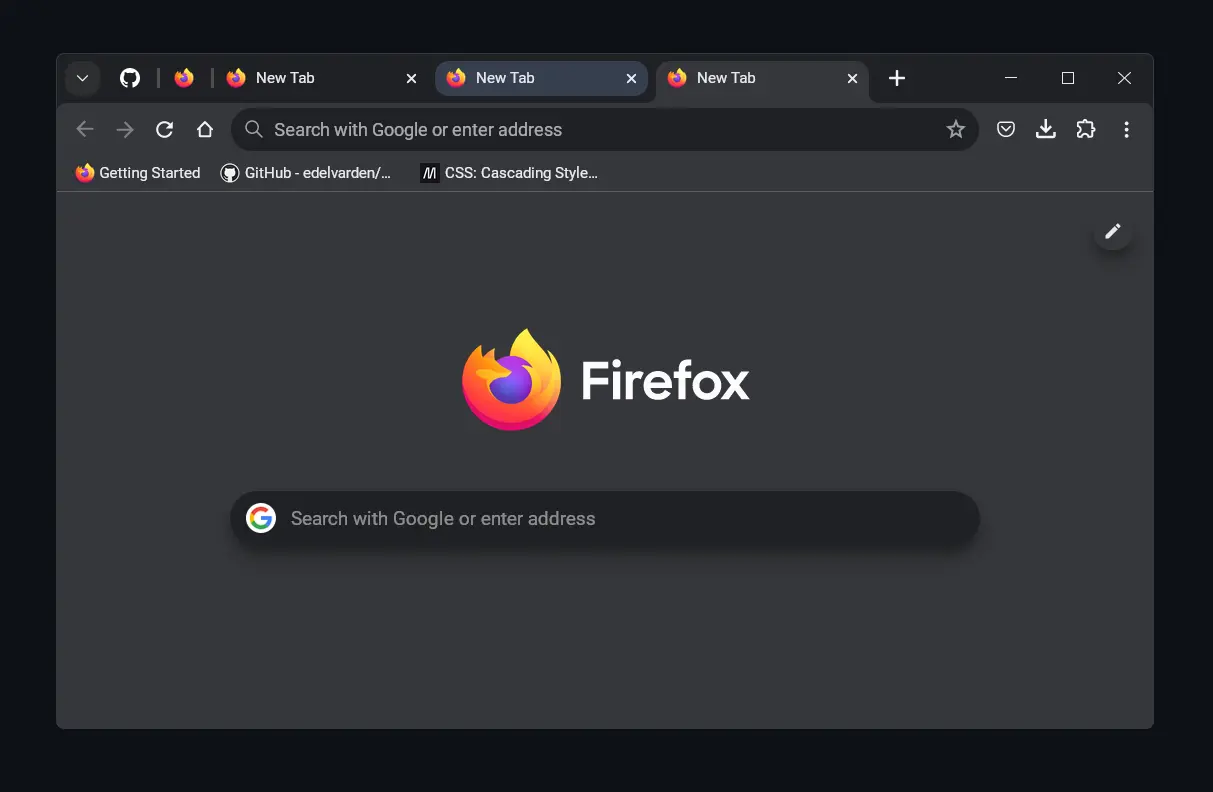 New Tab
New Tab
New Tab
Search with Google or enter address
Getting Started
GitHub - edelvarden/...
CSS: Cascading Style...
Firefox
Search with Google or enter address